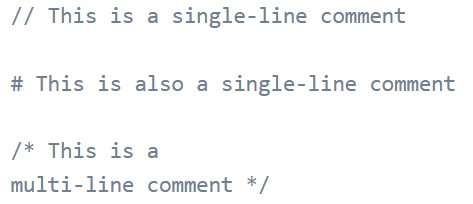 // This is a single-line comment
# This is also a single-line comment
/* This is a
multi-line comment */